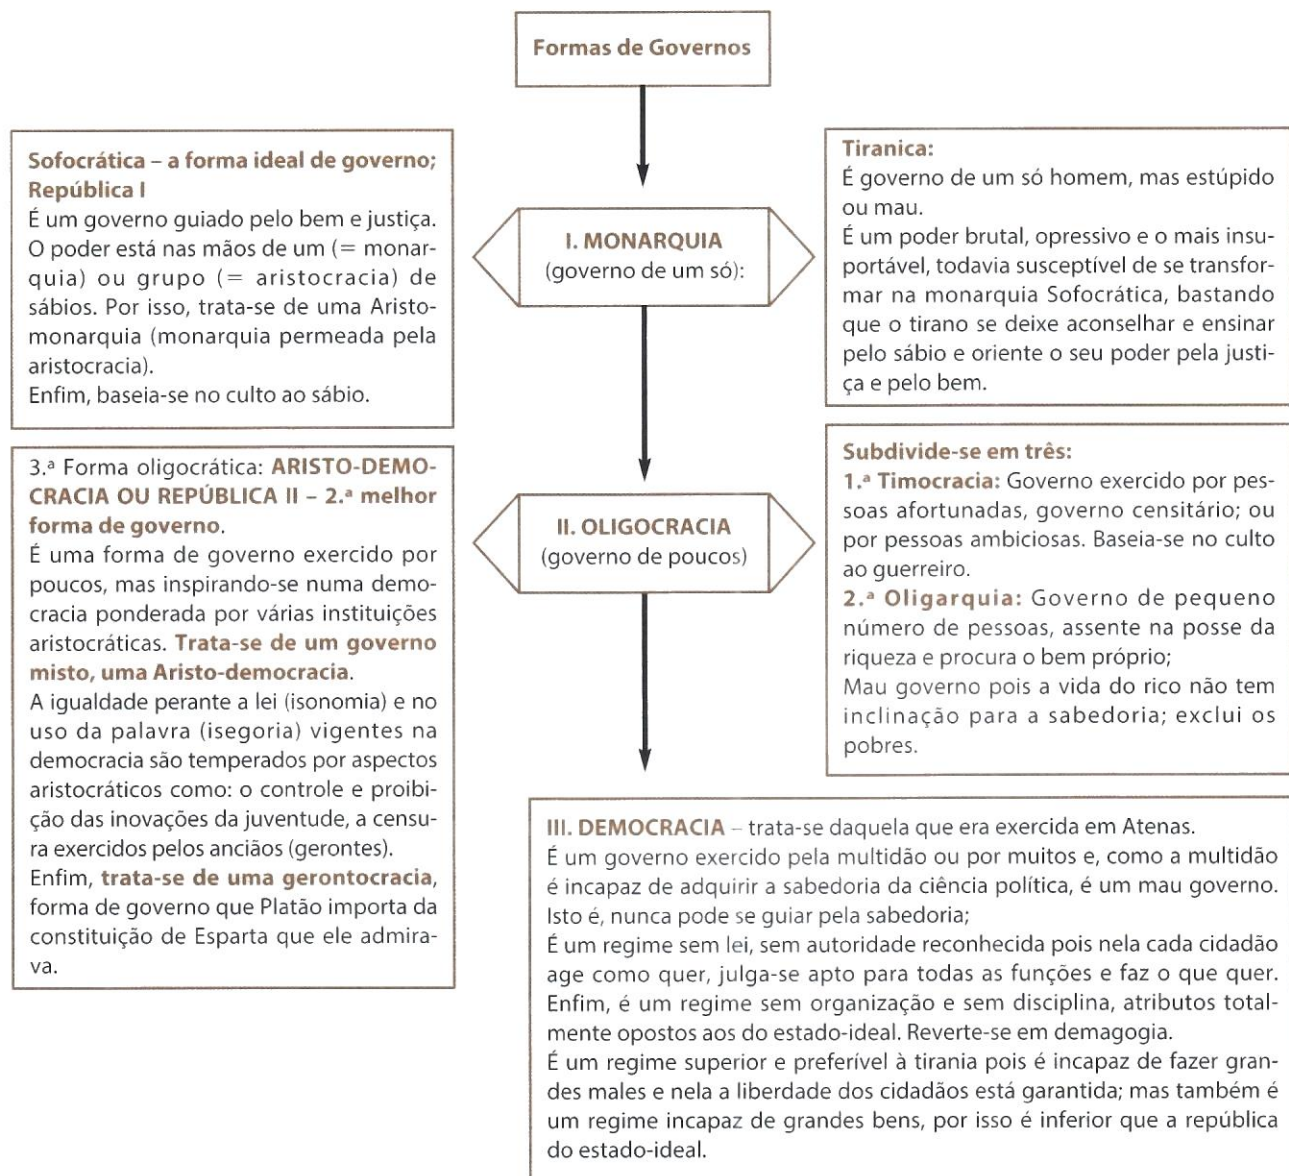 Formas de Governos
Sofocrática – a forma ideal de governo;
República I
É um governo guiado pelo bem e justiça.
O poder está nas mãos de um (= monar-
quia) ou grupo (= aristocracia) de
sábios. Por isso, trata-se de uma Aristo-
monarquia (monarquia permeada pela
aristocracia).
Enfim, baseia-se no culto ao sábio.
I. MONARQUIA
(governo de um só):
Tiranica:
É governo de um só homem, mas estúpido
ou mau.
É um poder brutal, opressivo e o mais insu-
portável, todavia susceptível de se transfor-
mar na monarquia Sofocrática, bastando
que o tirano se deixe aconselhar e ensinar
pelo sábio e oriente o seu poder pela justi-
ça e pelo bem.
3.ª Forma oligocrática: ARISTO-DEMO-
CRACIA OU REPÚBLICA II – 2.ª melhor
forma de governo.
É uma forma de governo exercido por
poucos, mas inspirando-se numa demo-
cracia ponderada por várias instituições
aristocráticas. Trata-se de um governo
misto, uma Aristo-democracia.
A igualdade perante a lei (isonomia) e no
uso da palavra (isegoria) vigentes na
democracia são temperados por aspectos
aristocráticos como: o controle e proibi-
ção das inovações da juventude, a censu-
ra exercidos pelos anciãos (gerontes).
Enfim, trata-se de uma gerontocracia,
forma de governo que Platão importa da
constituição de Esparta que ele admira-
va.
II. OLIGOCRACIA
(governo de poucos)
Subdivide-se em três:
1.ª Timocracia: Governo exercido por pes-
soas afortunadas, governo censitário; ou
por pessoas ambiciosas. Baseia-se no culto
ao guerreiro.
2.ª Oligarquia: Governo de pequeno
número de pessoas, assente na posse da
riqueza e procura o bem próprio;
Mau governo pois a vida do rico não tem
inclinação para a sabedoria; exclui os
pobres.
III. DEMOCRACIA – trata-se daquela que era exercida em Atenas.
É um governo exercido pela multidão ou por muitos e, como a multidão
é incapaz de adquirir a sabedoria da ciência política, é um mau governo.
Isto é, nunca pode se guiar pela sabedoria;
É um regime sem lei, sem autoridade reconhecida pois nela cada cidadão
age como quer, julga-se apto para todas as funções e faz o que quer.
Enfim, é um regime sem organização e sem disciplina, atributos total-
mente opostos aos do estado-ideal. Reverte-se em demagogia.
É um regime superior e preferível à tirania pois é incapaz de fazer gran-
des males e nela a liberdade dos cidadãos está garantida; mas também é
um regime incapaz de grandes bens, por isso é inferior que a república
do estado-ideal.